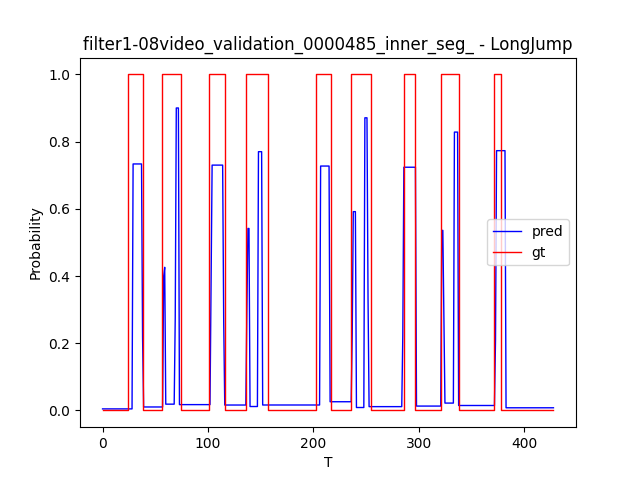 filter1-08video_validation_0000485_inner_seg_ - LongJump
1.0
0.8
0.6
0.4
0.2
0.0
Probability
pred
gt
0 100 200 300 400
T